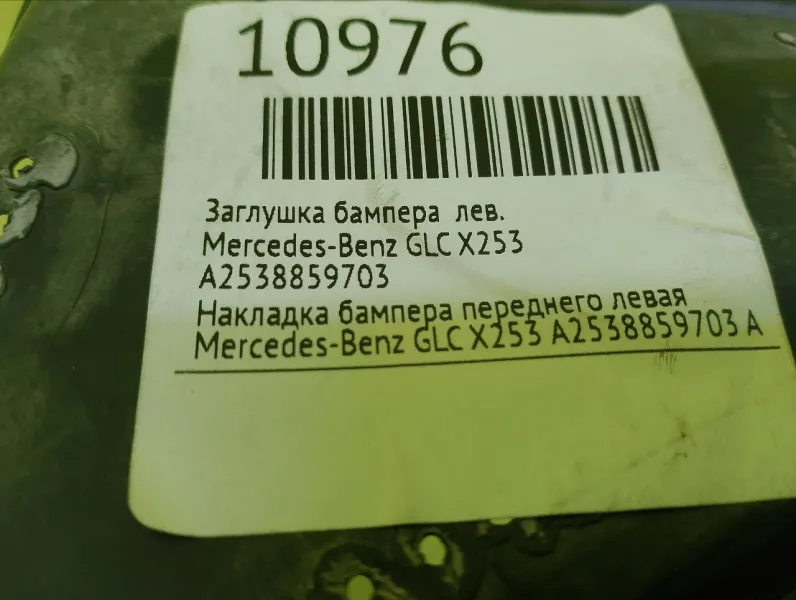 10976
Заглушка бампера лев.
Mercedes-Benz GLC X253
A2538859703
Накладка бампера переднего левая
Mercedes-Benz GLC X253 A2538859703 A